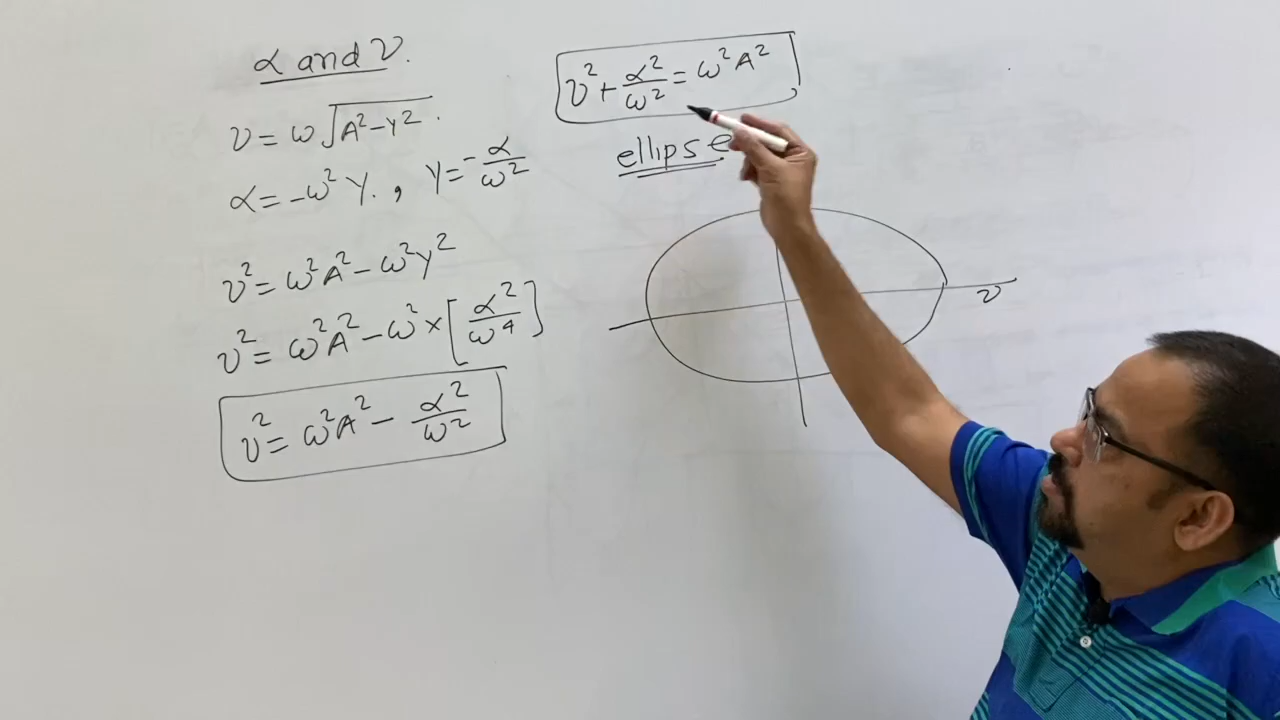 α and v.
v = ω√(A²-y²).
α = -ω² y. , y = -α/ω²
v² = ω²A² - ω²y²
v² = ω²A² - ω² × [α²/ω⁴]
v² = ω²A² - α²/ω²
v² + α²/ω² = ω²A²
ellipse
v